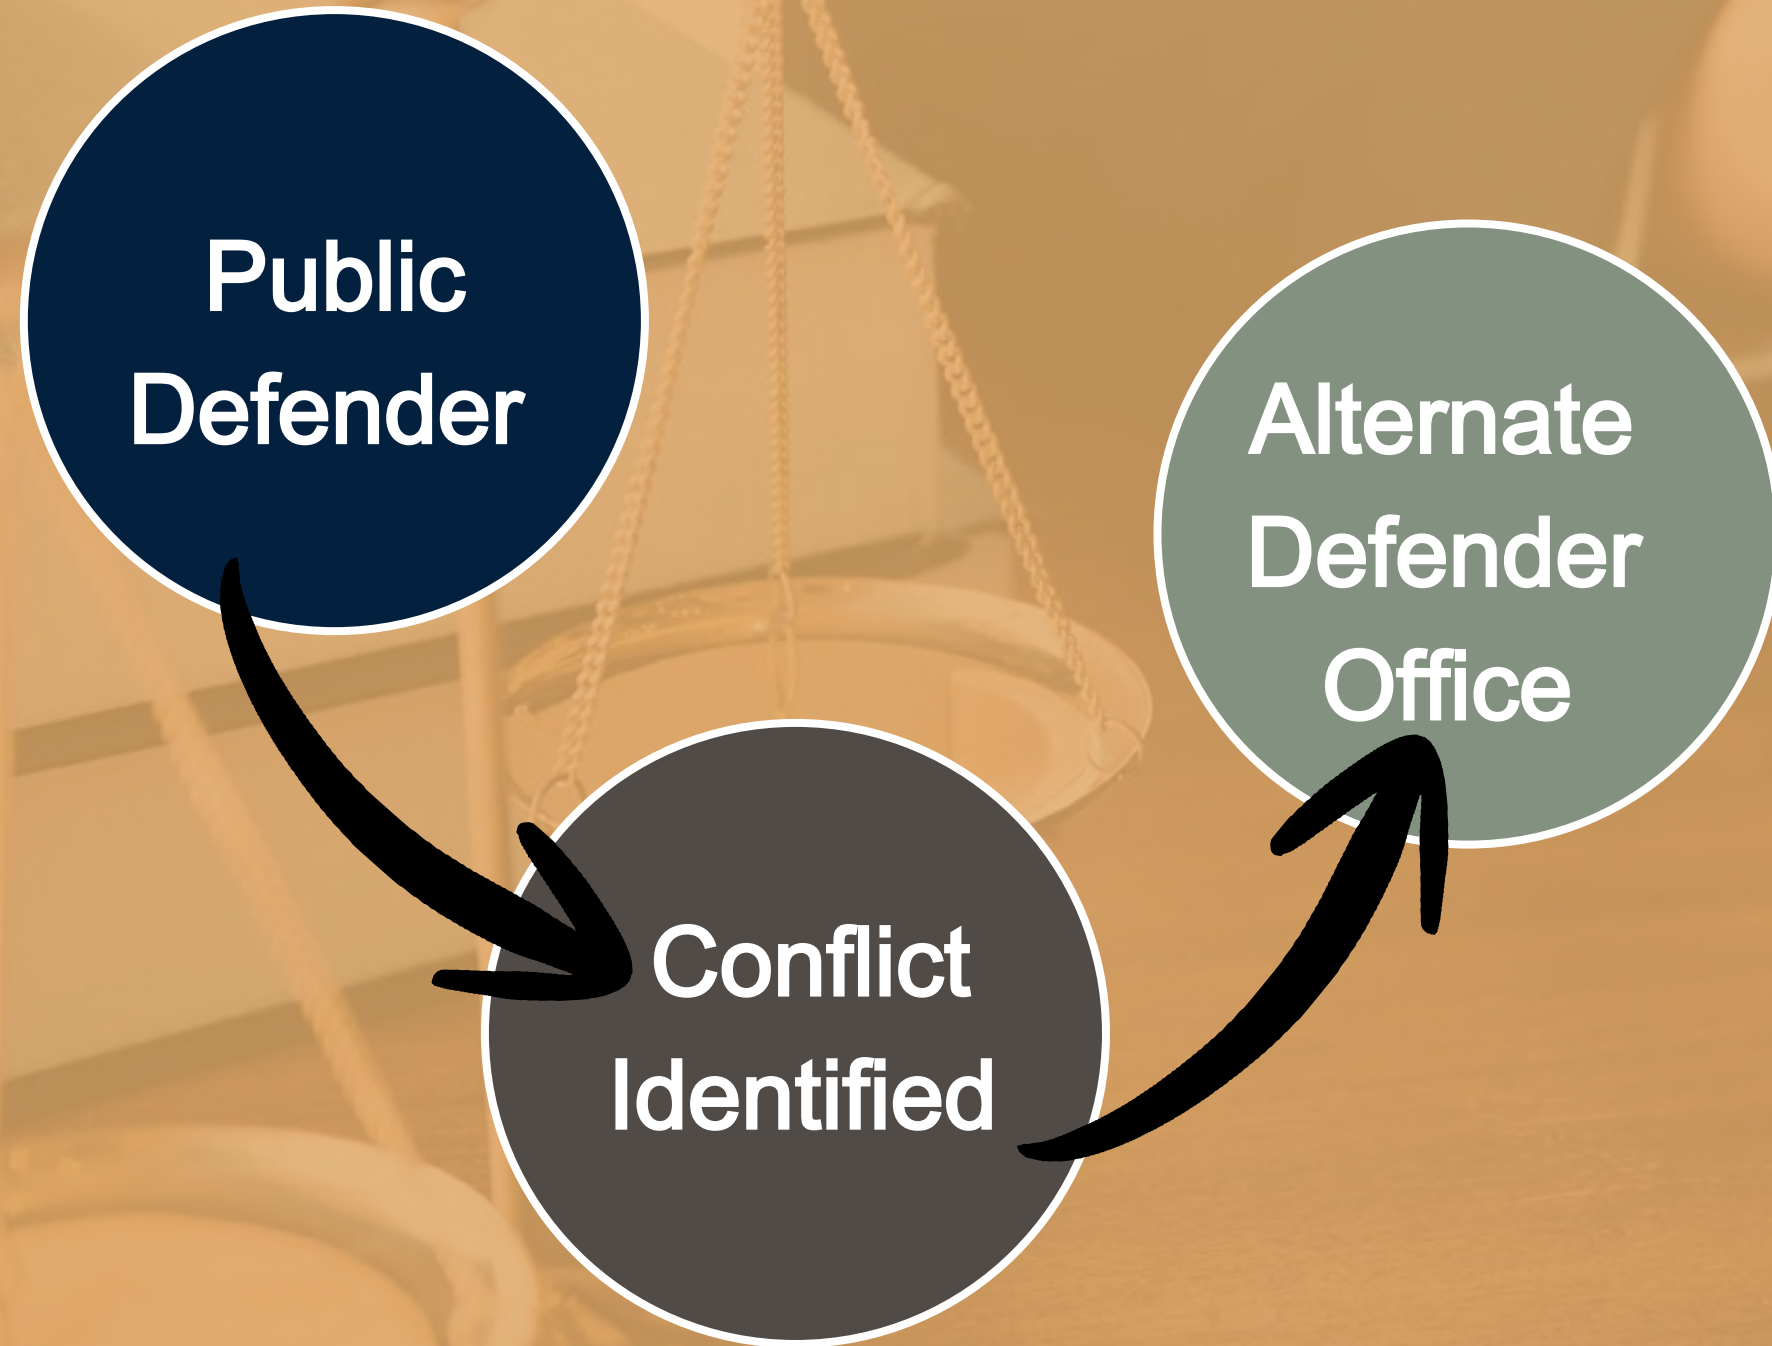 Public
Defender
Conflict
Identified
Alternate
Defender
Office